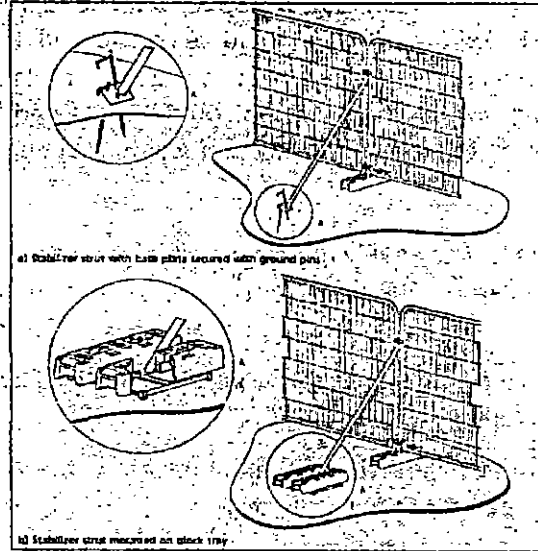 a) Stabilizer strut with base plate secured with ground pins
b) Stabilizer strut mounted on block tray